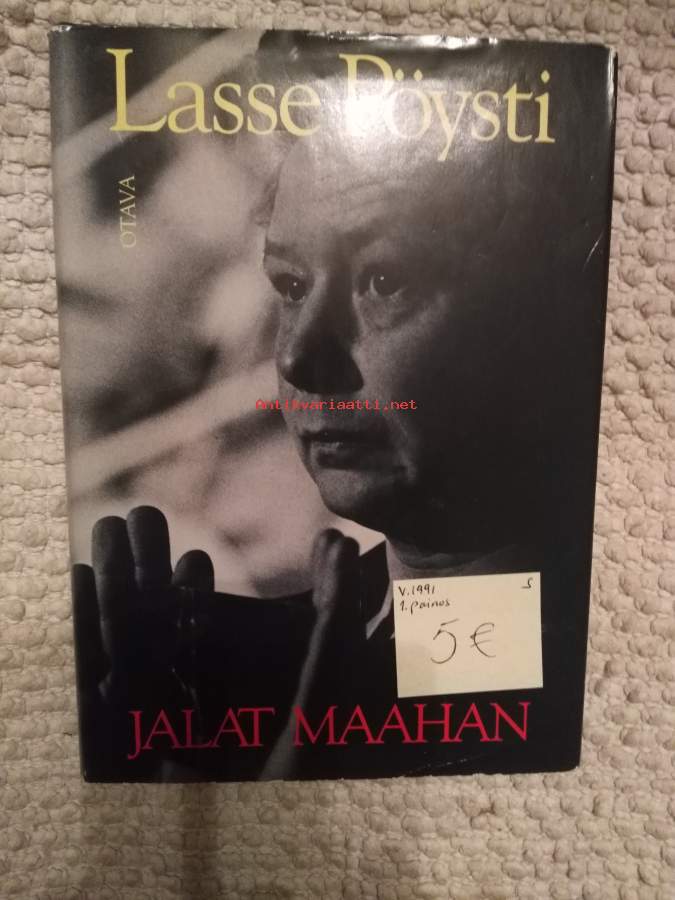 Lasse Pöysti
OTAVA
Antikvariaatti.net
V. 1991 S
1. painos
5 €
JALAT MAAHAN